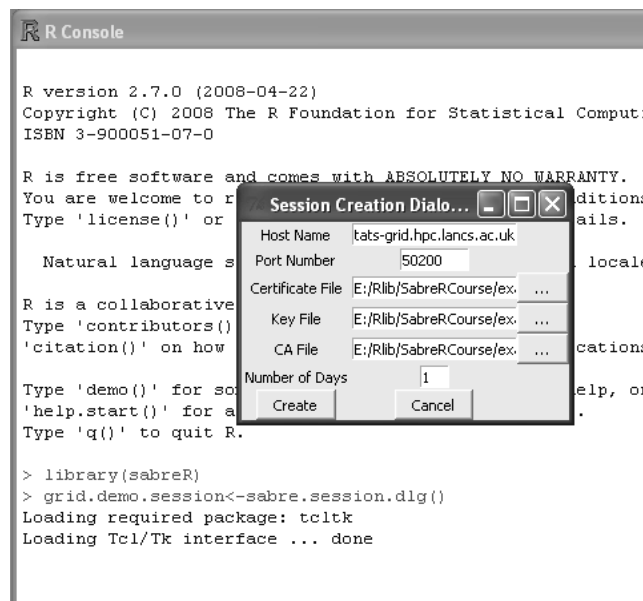 R Console
R version 2.7.0 (2008-04-22)
Copyright (C) 2008 The R Foundation for Statistical Comput
ISBN 3-900051-07-0
R is free software and comes with ABSOLUTELY NO WARRANTY.
You are welcome to r ditions
Type 'license()' or ails.
Natural language s locale
R is a collaborative
Type 'contributors()
'citation()' on how cations
Type 'demo()' for so elp, or
'help.start()' for a .
Type 'q()' to quit R.
> library(sabreR)
> grid.demo.session<-sabre.session.dlg()
Loading required package: tcltk
Loading Tcl/Tk interface ... done
Session Creation Dialo...
Host Name tats-grid.hpc.lancs.ac.uk
Port Number 50200
Certificate File E:/Rlib/SabreRCourse/ex ...
Key File E:/Rlib/SabreRCourse/ex ...
CA File E:/Rlib/SabreRCourse/ex ...
Number of Days 1
Create Cancel